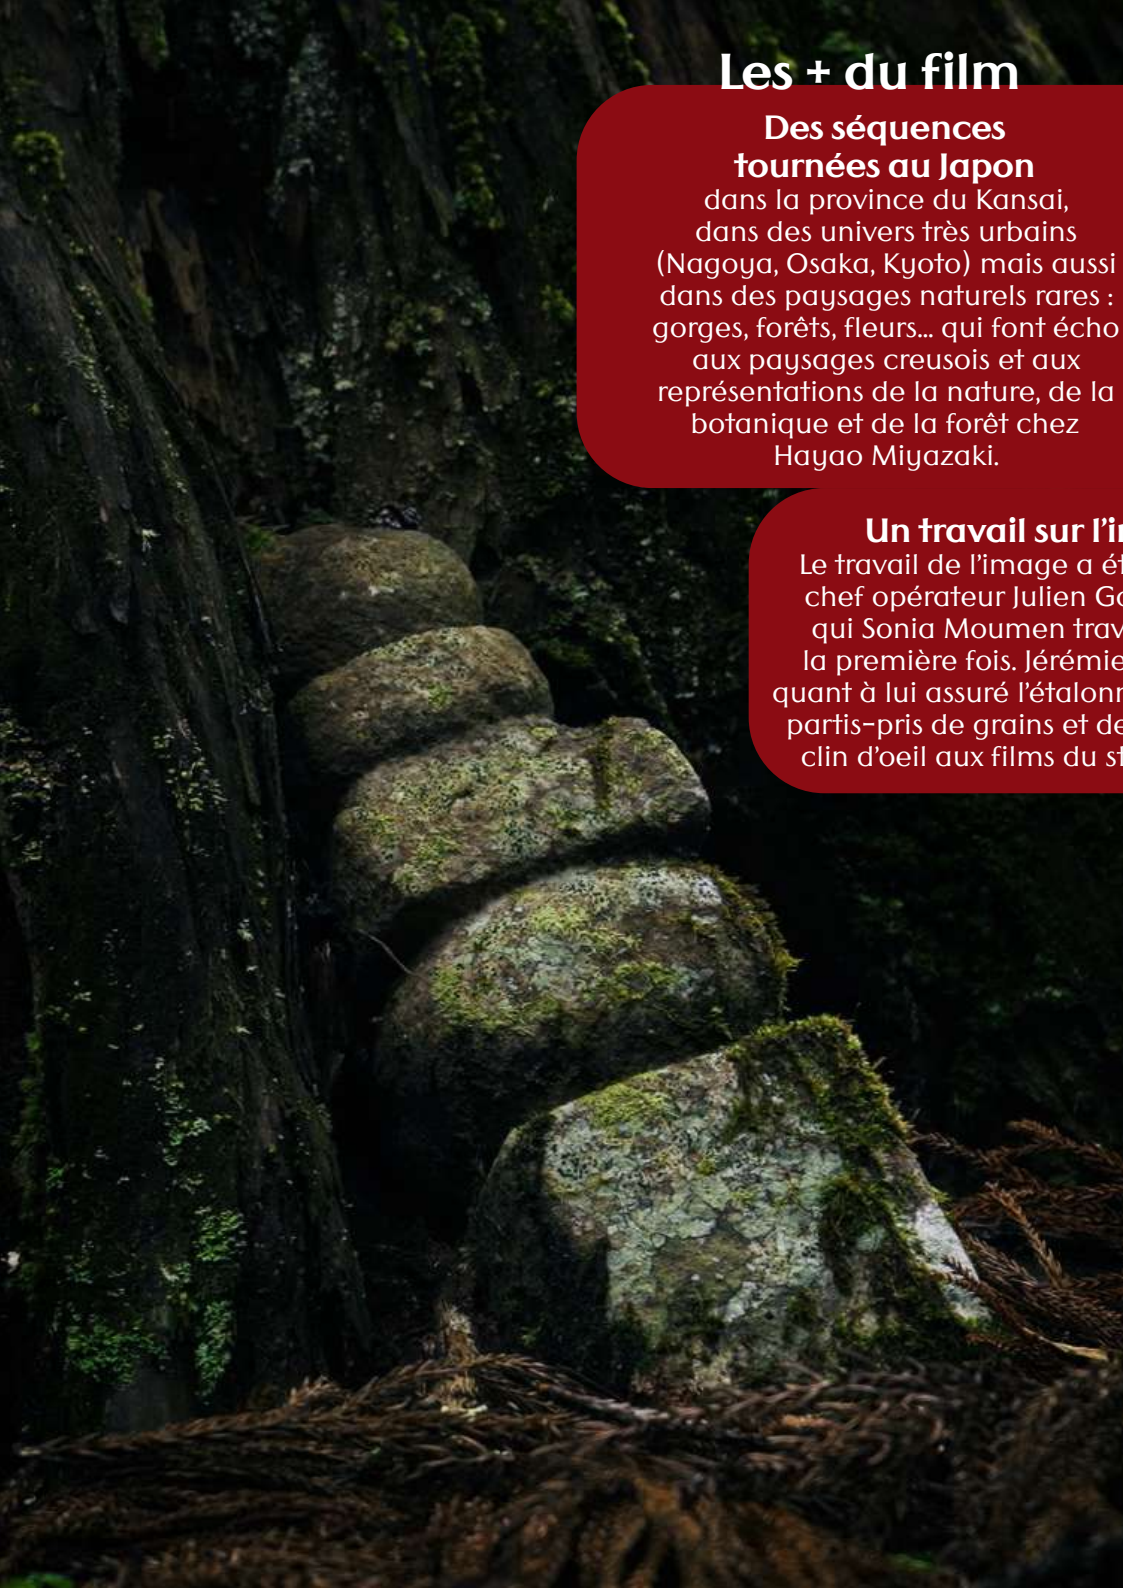 Les + du film
Des séquences
tournées au Japon
dans la province du Kansai,
dans des univers très urbains
(Nagoya, Osaka, Kyoto) mais aussi
dans des paysages naturels rares :
gorges, forêts, fleurs... qui font écho
aux paysages creusois et aux
représentations de la nature, de la
botanique et de la forêt chez
Hayao Miyazaki.
Un travail sur
Le travail de l'image a
chef opérateur Julien
qui Sonia Moumen
la première fois. Jérémie
quant à lui assuré
partis-pris de grains et
clin d'oeil aux films du